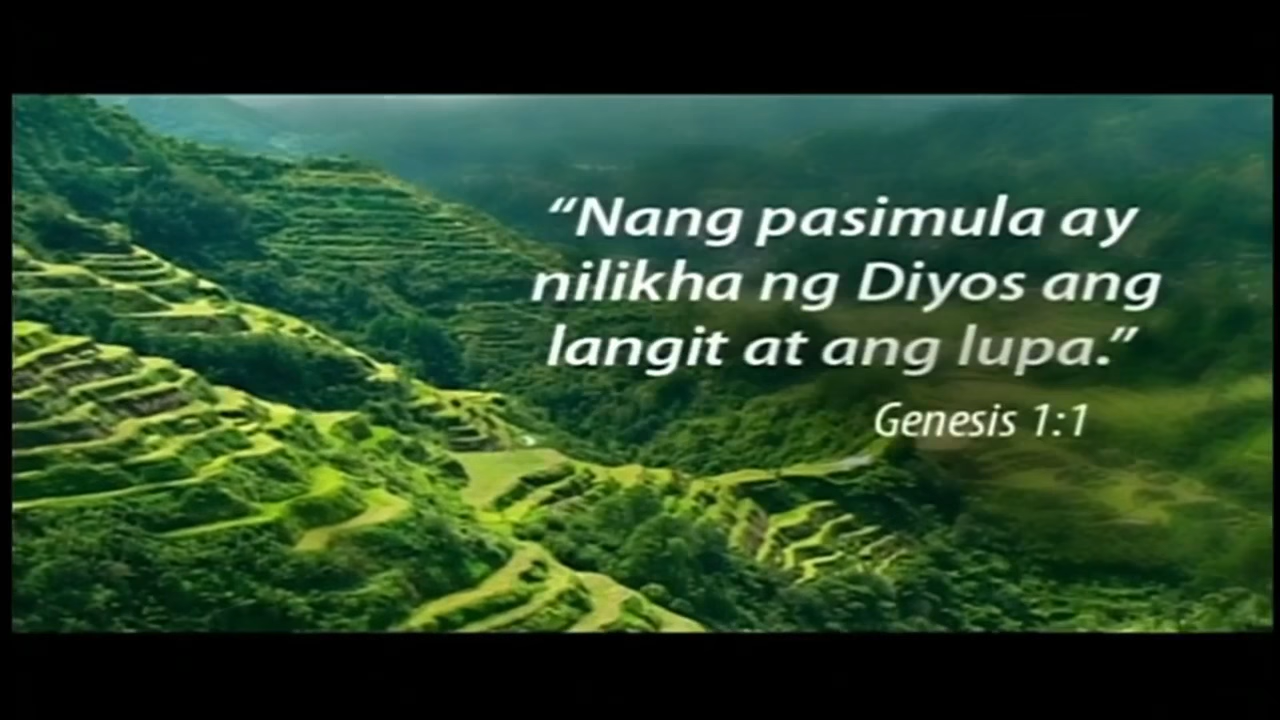 “Nang pasimula ay
nilikha ng Diyos ang
langit at ang lupa.”
Genesis 1:1